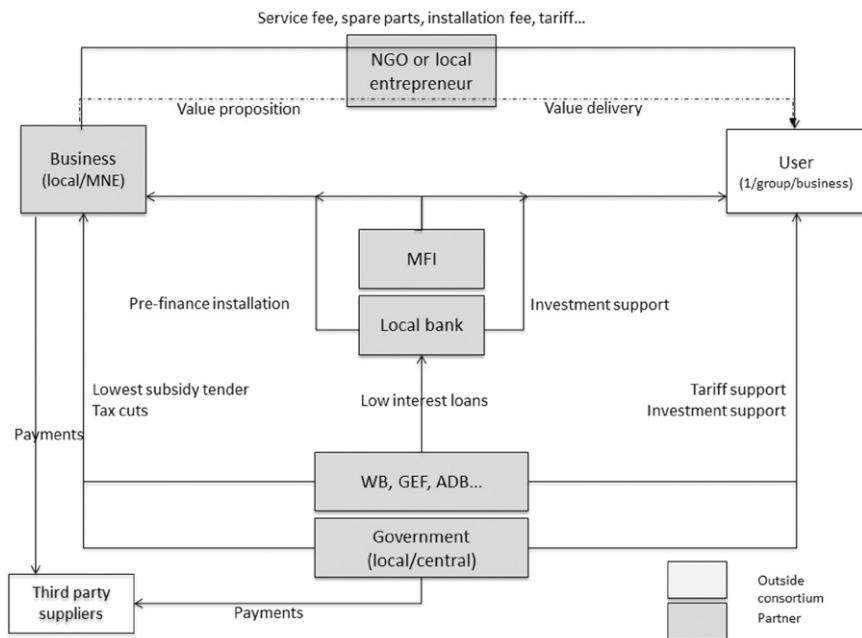 Service fee, spare parts, installation fee, tariff...
NGO or local
entrepreneur
Value proposition
Value delivery
Business
(local/MNE)
User
(1/group/business)
MFI
Pre-finance installation
Investment support
Local bank
Lowest subsidy tender
Tax cuts
Low interest loans
Tariff support
Investment support
Payments
WB, GEF, ADB...
Government
(local/central)
Third party
suppliers
Payments
Outside
consortium
Partner